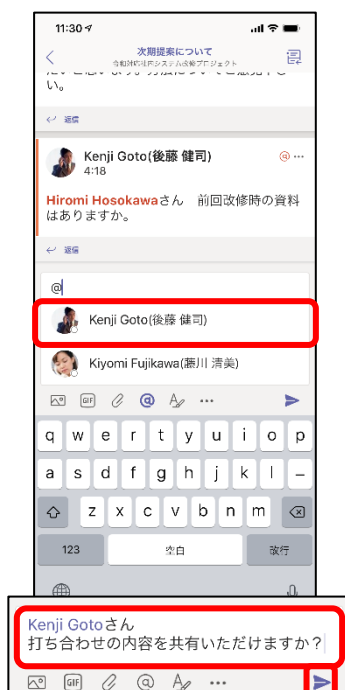 11:30
次期提案について
令和対応社内システム改修プロジェクト
い。
返信
Kenji Goto(後藤 健司)
4:18
Hiromi Hosokawaさん 前回改修時の資料
はありますか。
返信
@
Kenji Goto(後藤 健司)
Kiyomi Fujikawa(藤川 清美)
GIF @
q w e r t y u i o p
a s d f g h j k l –
z x c v b n m
123 空白 改行
Kenji Gotoさん
打ち合わせの内容を共有いただけますか？
GIF @